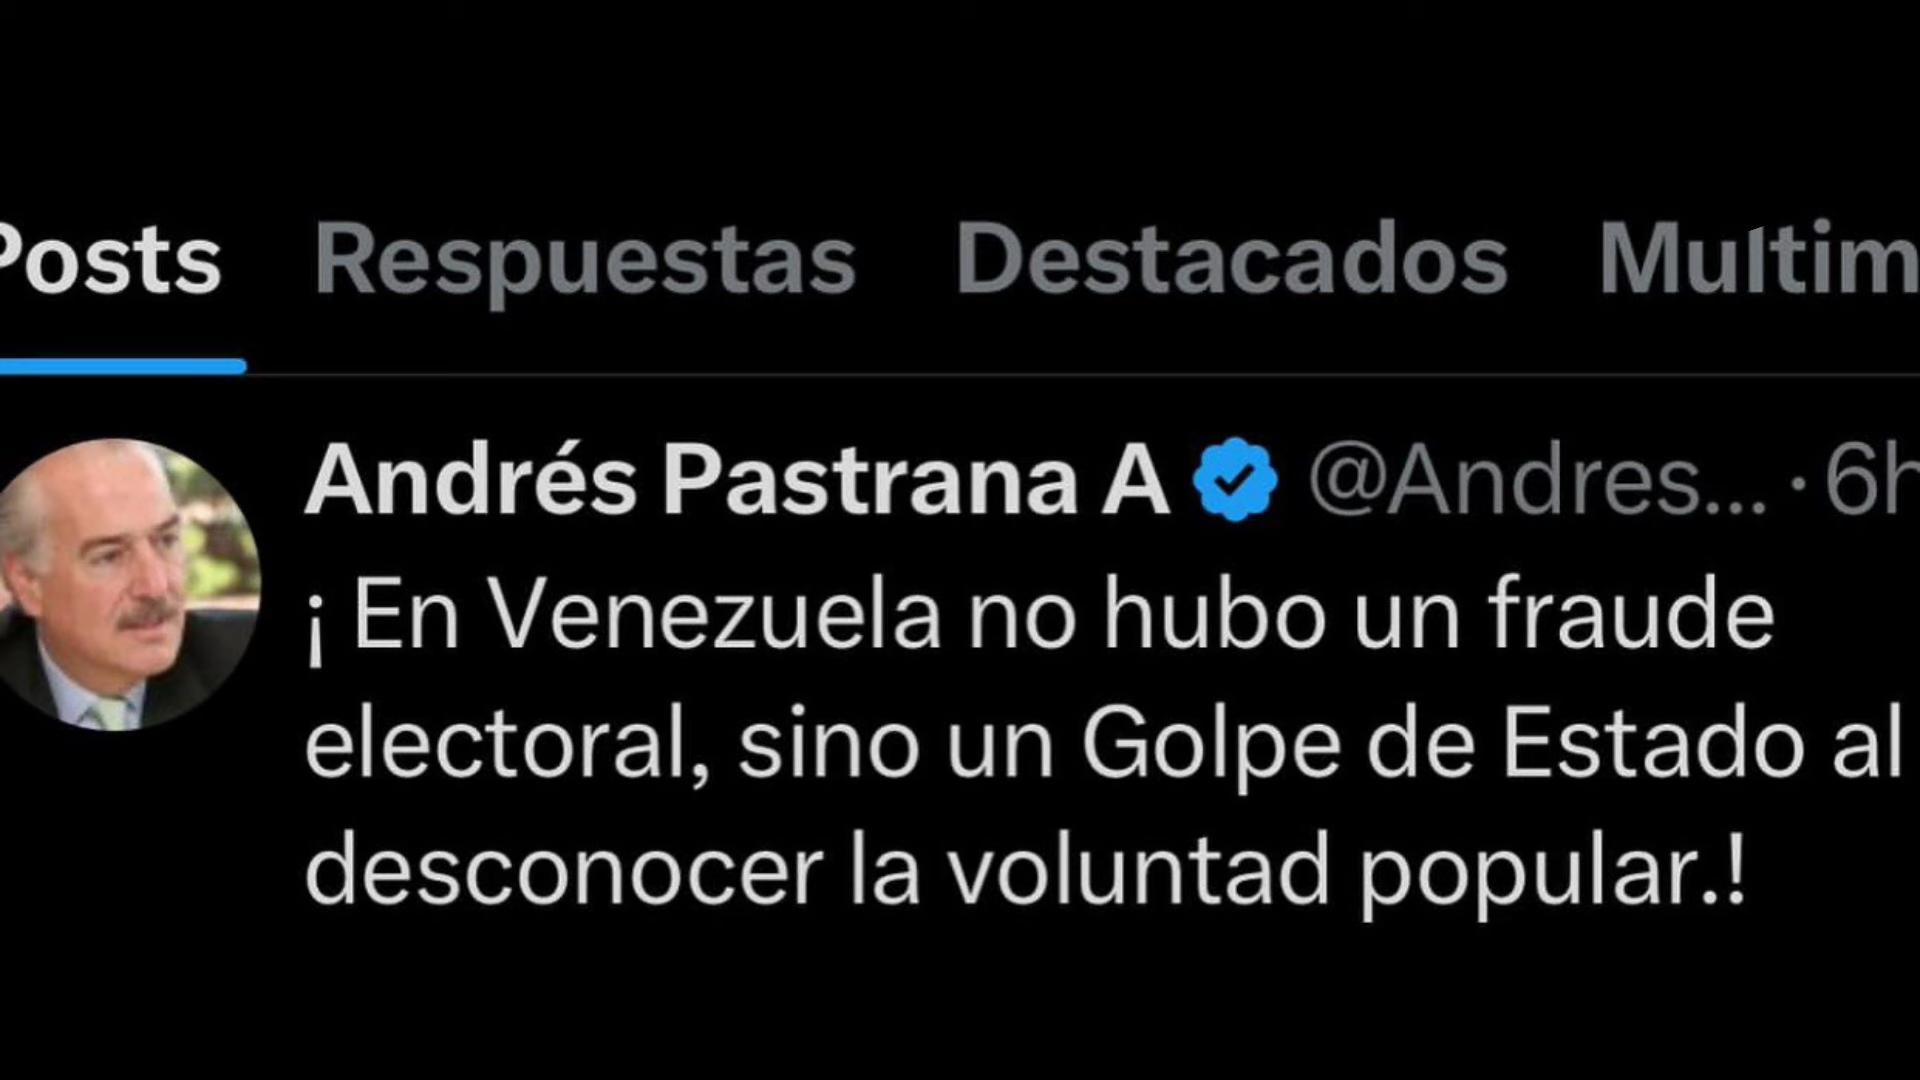 Posts Respuestas Destacados Multim
Andrés Pastrana A @Andres... · 6h
¡ En Venezuela no hubo un fraude
electoral, sino un Golpe de Estado al
desconocer la voluntad popular.!